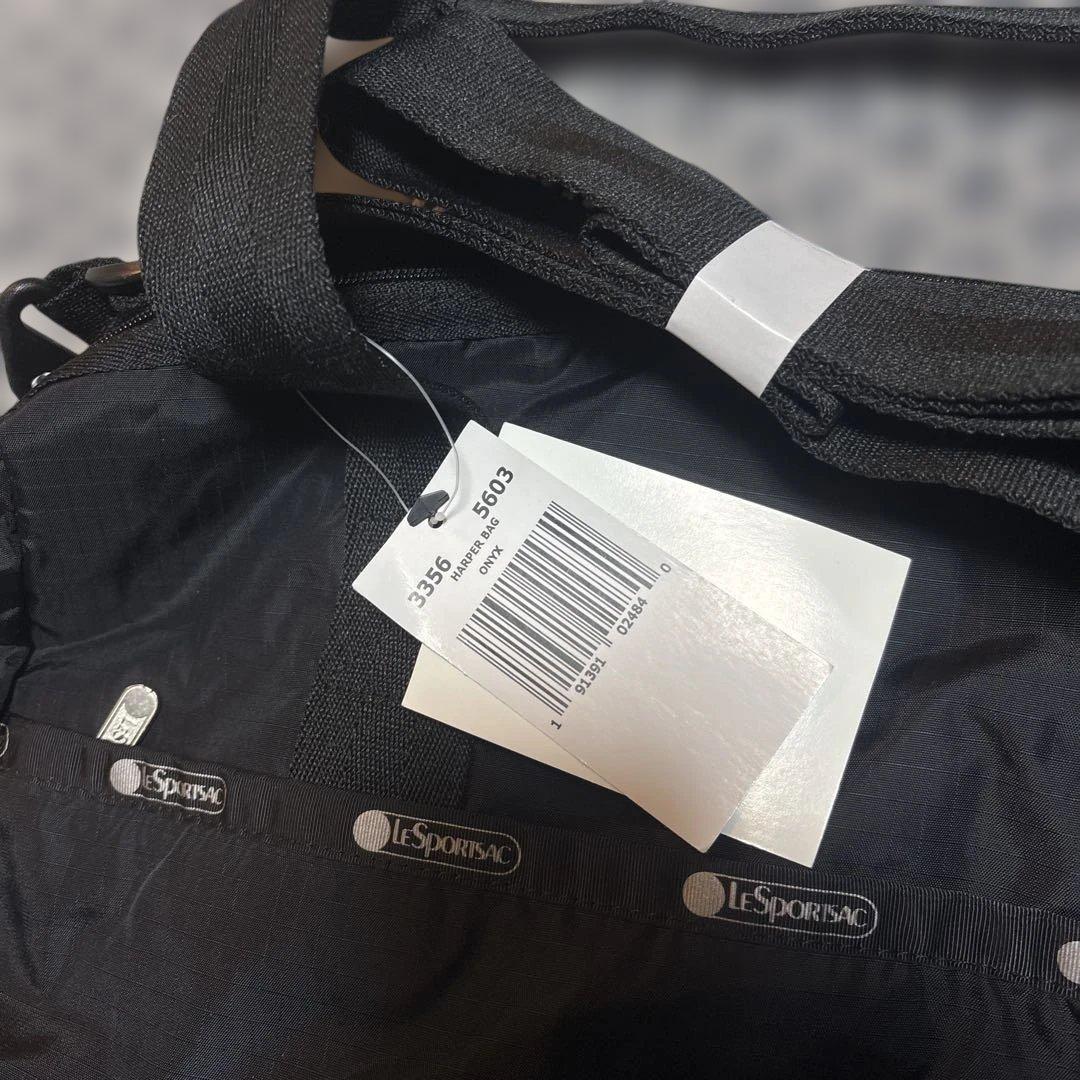 3356 5603
HARPER BAG
ONYX
1 91391 02484 0
LESPORTSAC
LESPORTSAC
LESPORTSAC